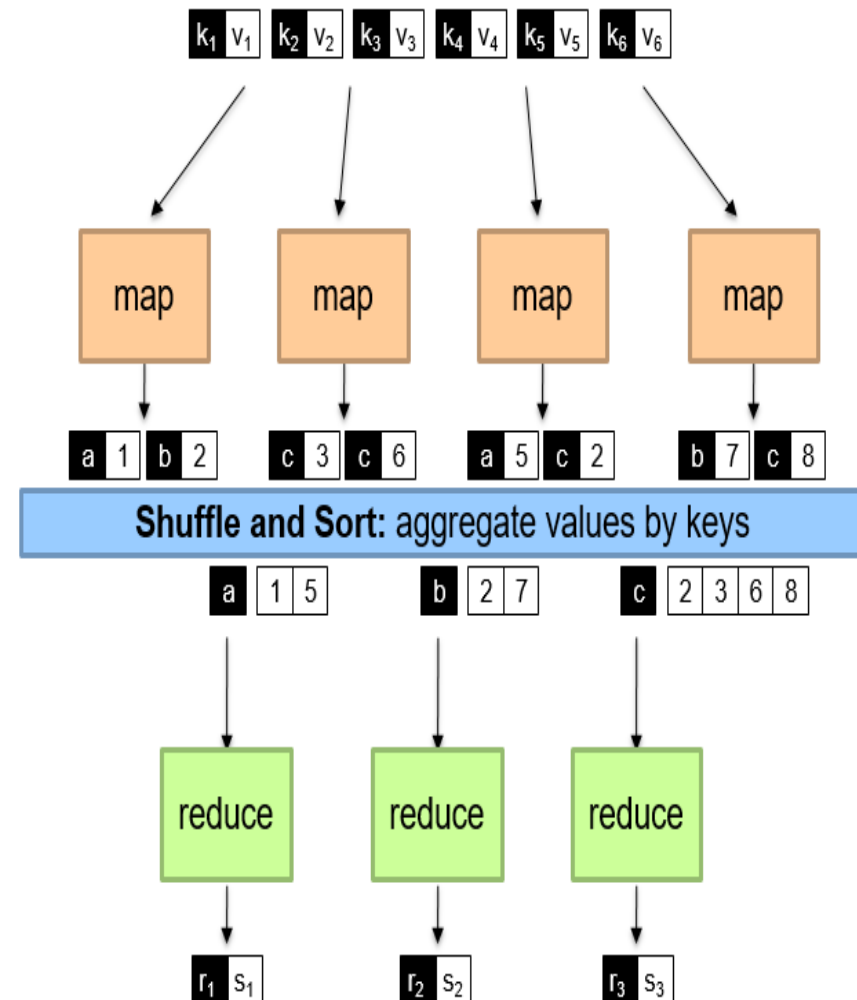 k₁ v₁ k₂ v₂ k₃ v₃ k₄ v₄ k₅ v₅ k₆ v₆
map map map map
a 1 b 2 c 3 c 6 a 5 c 2 b 7 c 8
Shuffle and Sort: aggregate values by keys
a 1 5 b 2 7 c 2 3 6 8
reduce reduce reduce
r₁ s₁ r₂ s₂ r₃ s₃